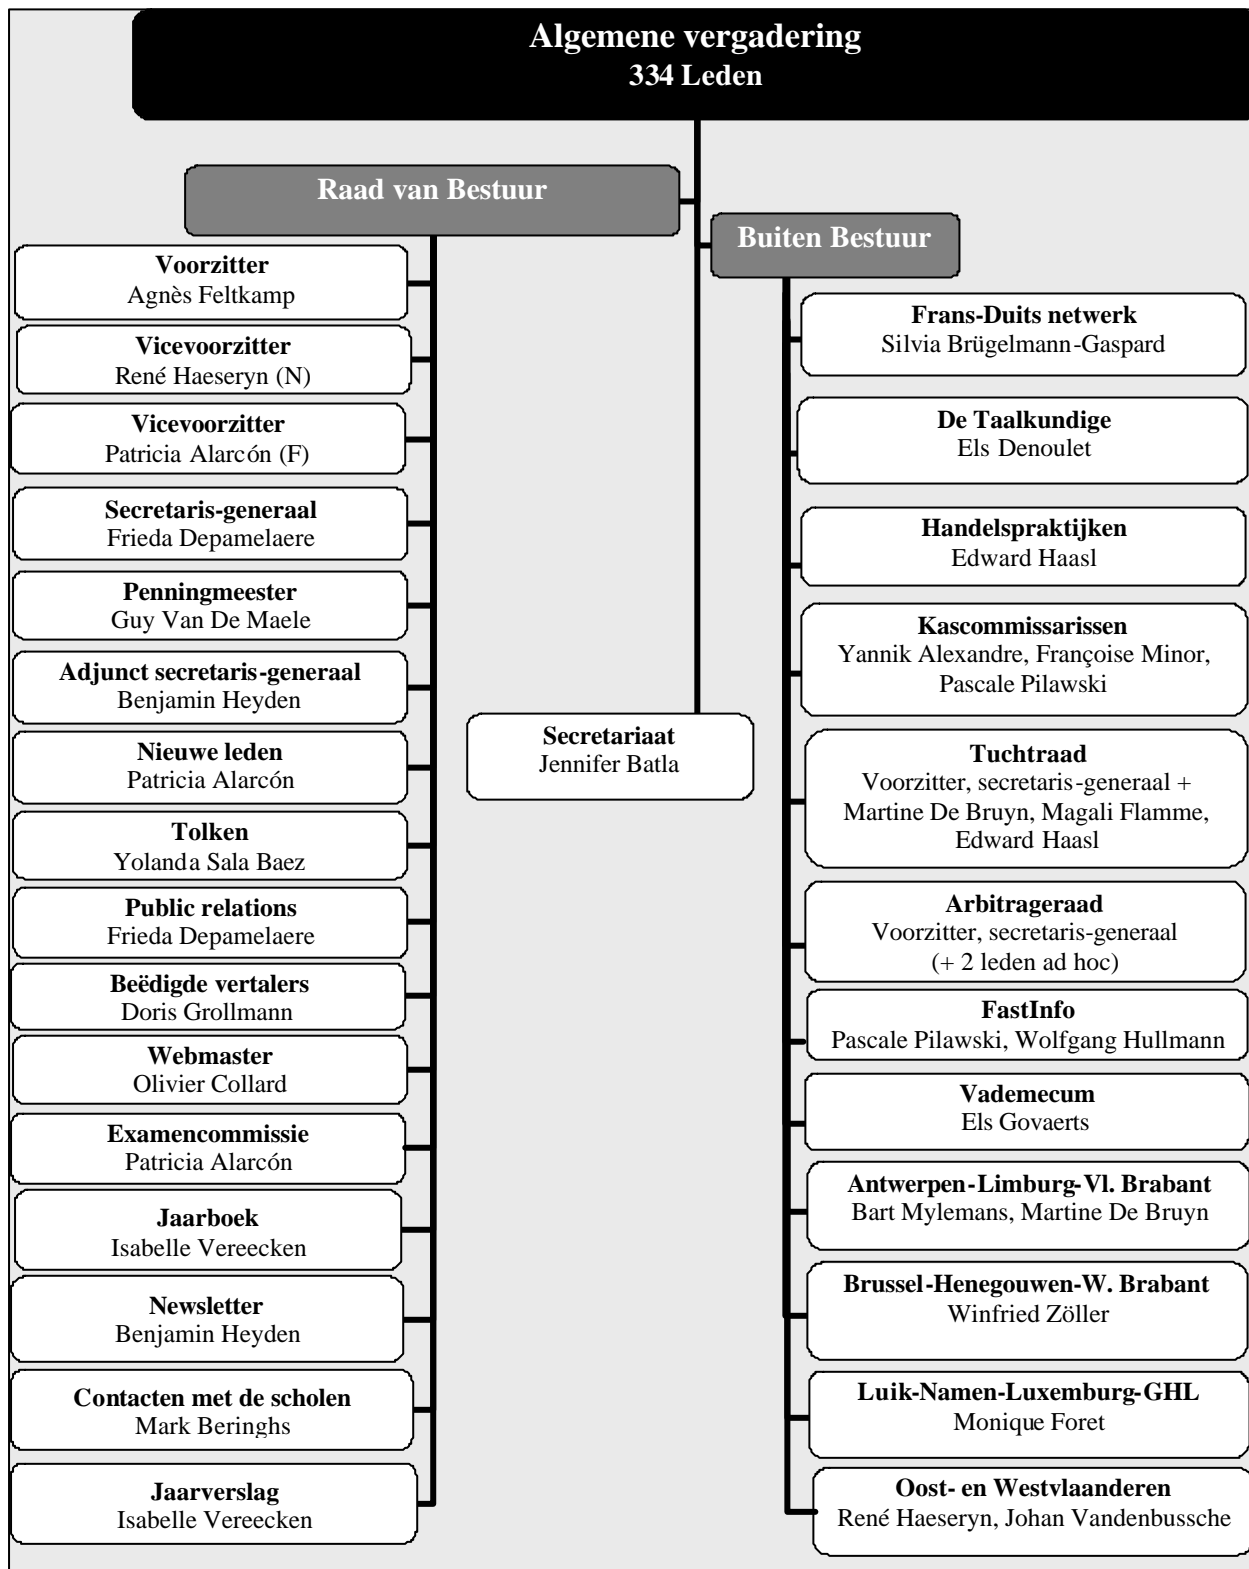 Algemene vergadering
334 Leden
Raad van Bestuur
Voorzitter
Agnès Feltkamp
Vicevoorzitter
René Haeseryn (N)
Vicevoorzitter
Patricia Alarcón (F)
Secretaris-generaal
Frieda Depamelaere
Penningmeester
Guy Van De Maele
Adjunct secretaris-generaal
Benjamin Heyden
Nieuwe leden
Patricia Alarcón
Tolken
Yolanda Sala Baez
Public relations
Frieda Depamelaere
Beëdigde vertalers
Doris Grollmann
Webmaster
Olivier Collard
Examencommissie
Patricia Alarcón
Jaarboek
Isabelle Vereecken
Newsletter
Benjamin Heyden
Contacten met de scholen
Mark Beringhs
Jaarverslag
Isabelle Vereecken
Secretariaat
Jennifer Batla
Buiten Bestuur
Frans-Duits netwerk
Silvia Brügelmann-Gaspard
De Taalkundige
Els Denoulet
Handelspraktijken
Edward Haasl
Kascommissarissen
Yannik Alexandre, Françoise Minor,
Pascale Pilawski
Tuchtraad
Voorzitter, secretaris-generaal +
Martine De Bruyn, Magali Flamme,
Edward Haasl
Arbitrageraad
Voorzitter, secretaris-generaal
(+ 2 leden ad hoc)
FastInfo
Pascale Pilawski, Wolfgang Hullmann
Vademecum
Els Govaerts
Antwerpen-Limburg-Vl. Brabant
Bart Mylemans, Martine De Bruyn
Brussel-Henegouwen-W. Brabant
Winfried Zöller
Luik-Namen-Luxemburg-GHL
Monique Foret
Oost- en Westvlaanderen
René Haeseryn, Johan Vandenbussche